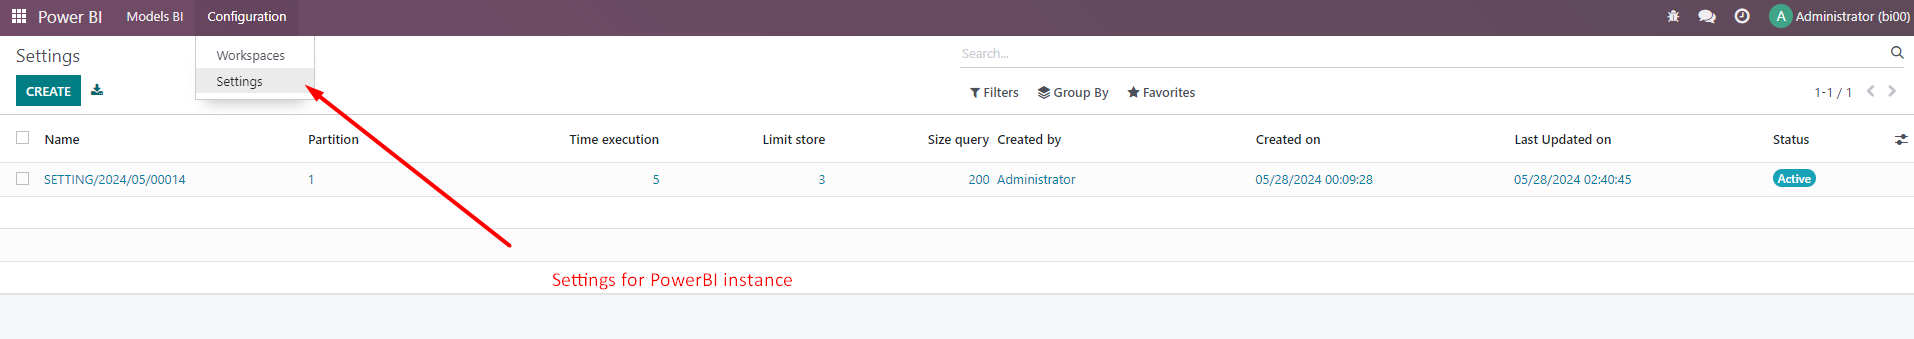 Power BI Models BI Configuration A Administrator (bi00)
Settings
Workspaces
Settings
Search...
CREATE
Filters Group By Favorites 1-1 / 1
Name Partition Time execution Limit store Size query Created by Created on Last Updated on Status
SETTING/2024/05/00014 1 5 3 200 Administrator 05/28/2024 00:09:28 05/28/2024 02:40:45 Active
Settings for PowerBI instance